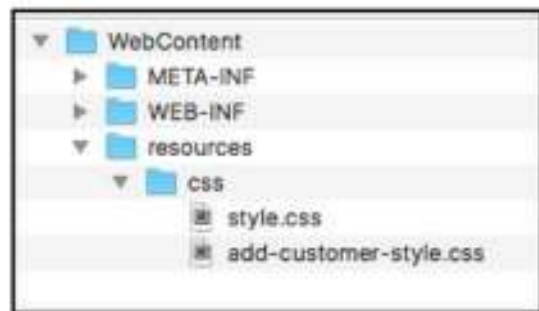 WebContent
META-INF
WEB-INF
resources
css
style.css
add-customer-style.css